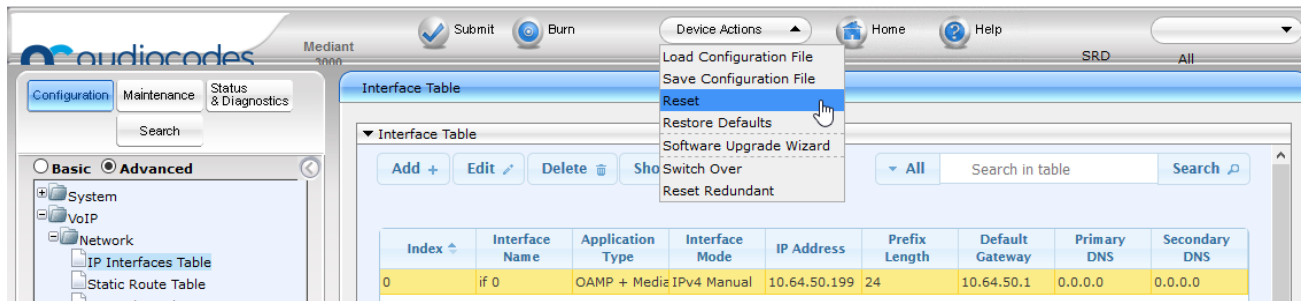 Submit Burn Device Actions Home Help
audiocodes Mediant 3000 SRD All
Load Configuration File
Save Configuration File
Reset
Restore Defaults
Software Upgrade Wizard
Switch Over
Reset Redundant
Configuration Maintenance Status & Diagnostics
Search
Basic Advanced
System
VoIP
Network
IP Interfaces Table
Static Route Table
Interface Table
Interface Table
Add + Edit Delete Sho All Search in table Search
Index Interface Name Application Type Interface Mode IP Address Prefix Length Default Gateway Primary DNS Secondary DNS
0 if 0 OAMP + Media IPv4 Manual 10.64.50.199 24 10.64.50.1 0.0.0.0 0.0.0.0